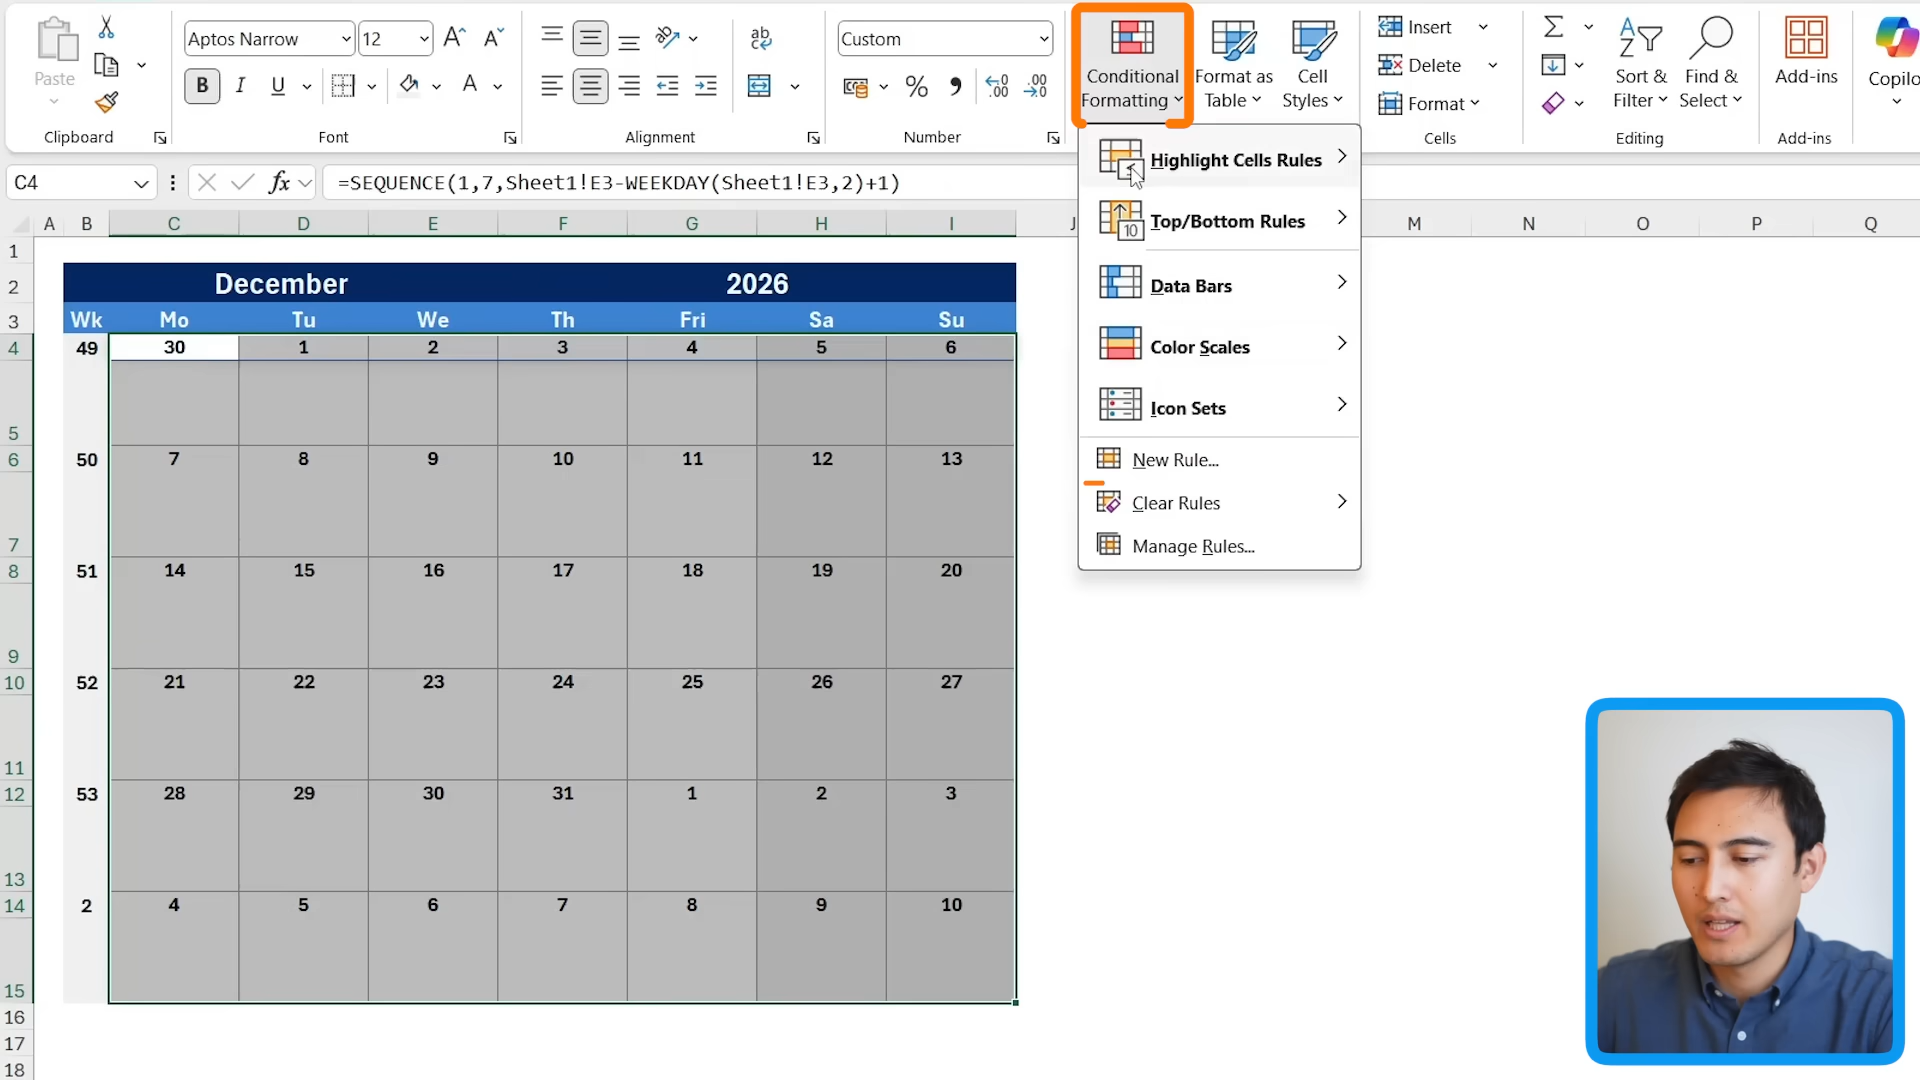 Paste
Clipboard
Aptos Narrow
12
A
A
B
I
U
A
Font
ab
Alignment
Custom
%
,
.00
.00
Number
Conditional
Formatting
Format as
Table
Cell
Styles
Insert
Delete
Format
Cells
Σ
A
Z
Sort &
Filter
Find &
Select
Editing
Add-ins
Add-ins
Copilo
C4
fx
=SEQUENCE(1,7,Sheet1!E3-WEEKDAY(Sheet1!E3,2)+1)
Highlight Cells Rules
10
Top/Bottom Rules
Data Bars
Color Scales
Icon Sets
New Rule...
Clear Rules
Manage Rules...
A B C D E F G H I J M N O P Q
1
2 December 2026
3 Wk Mo Tu We Th Fri Sa Su
4 49 30 1 2 3 4 5 6
5
6 50 7 8 9 10 11 12 13
7
8 51 14 15 16 17 18 19 20
9
10 52 21 22 23 24 25 26 27
11
12 53 28 29 30 31 1 2 3
13
14 2 4 5 6 7 8 9 10
15
16
17
18